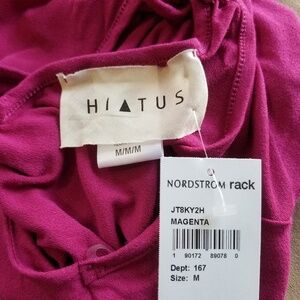 HIATUS
M/M/M
NORDSTROM rack
JT8KY2H
MAGENTA
1 90172 89078 0
Dept: 167
Size: M